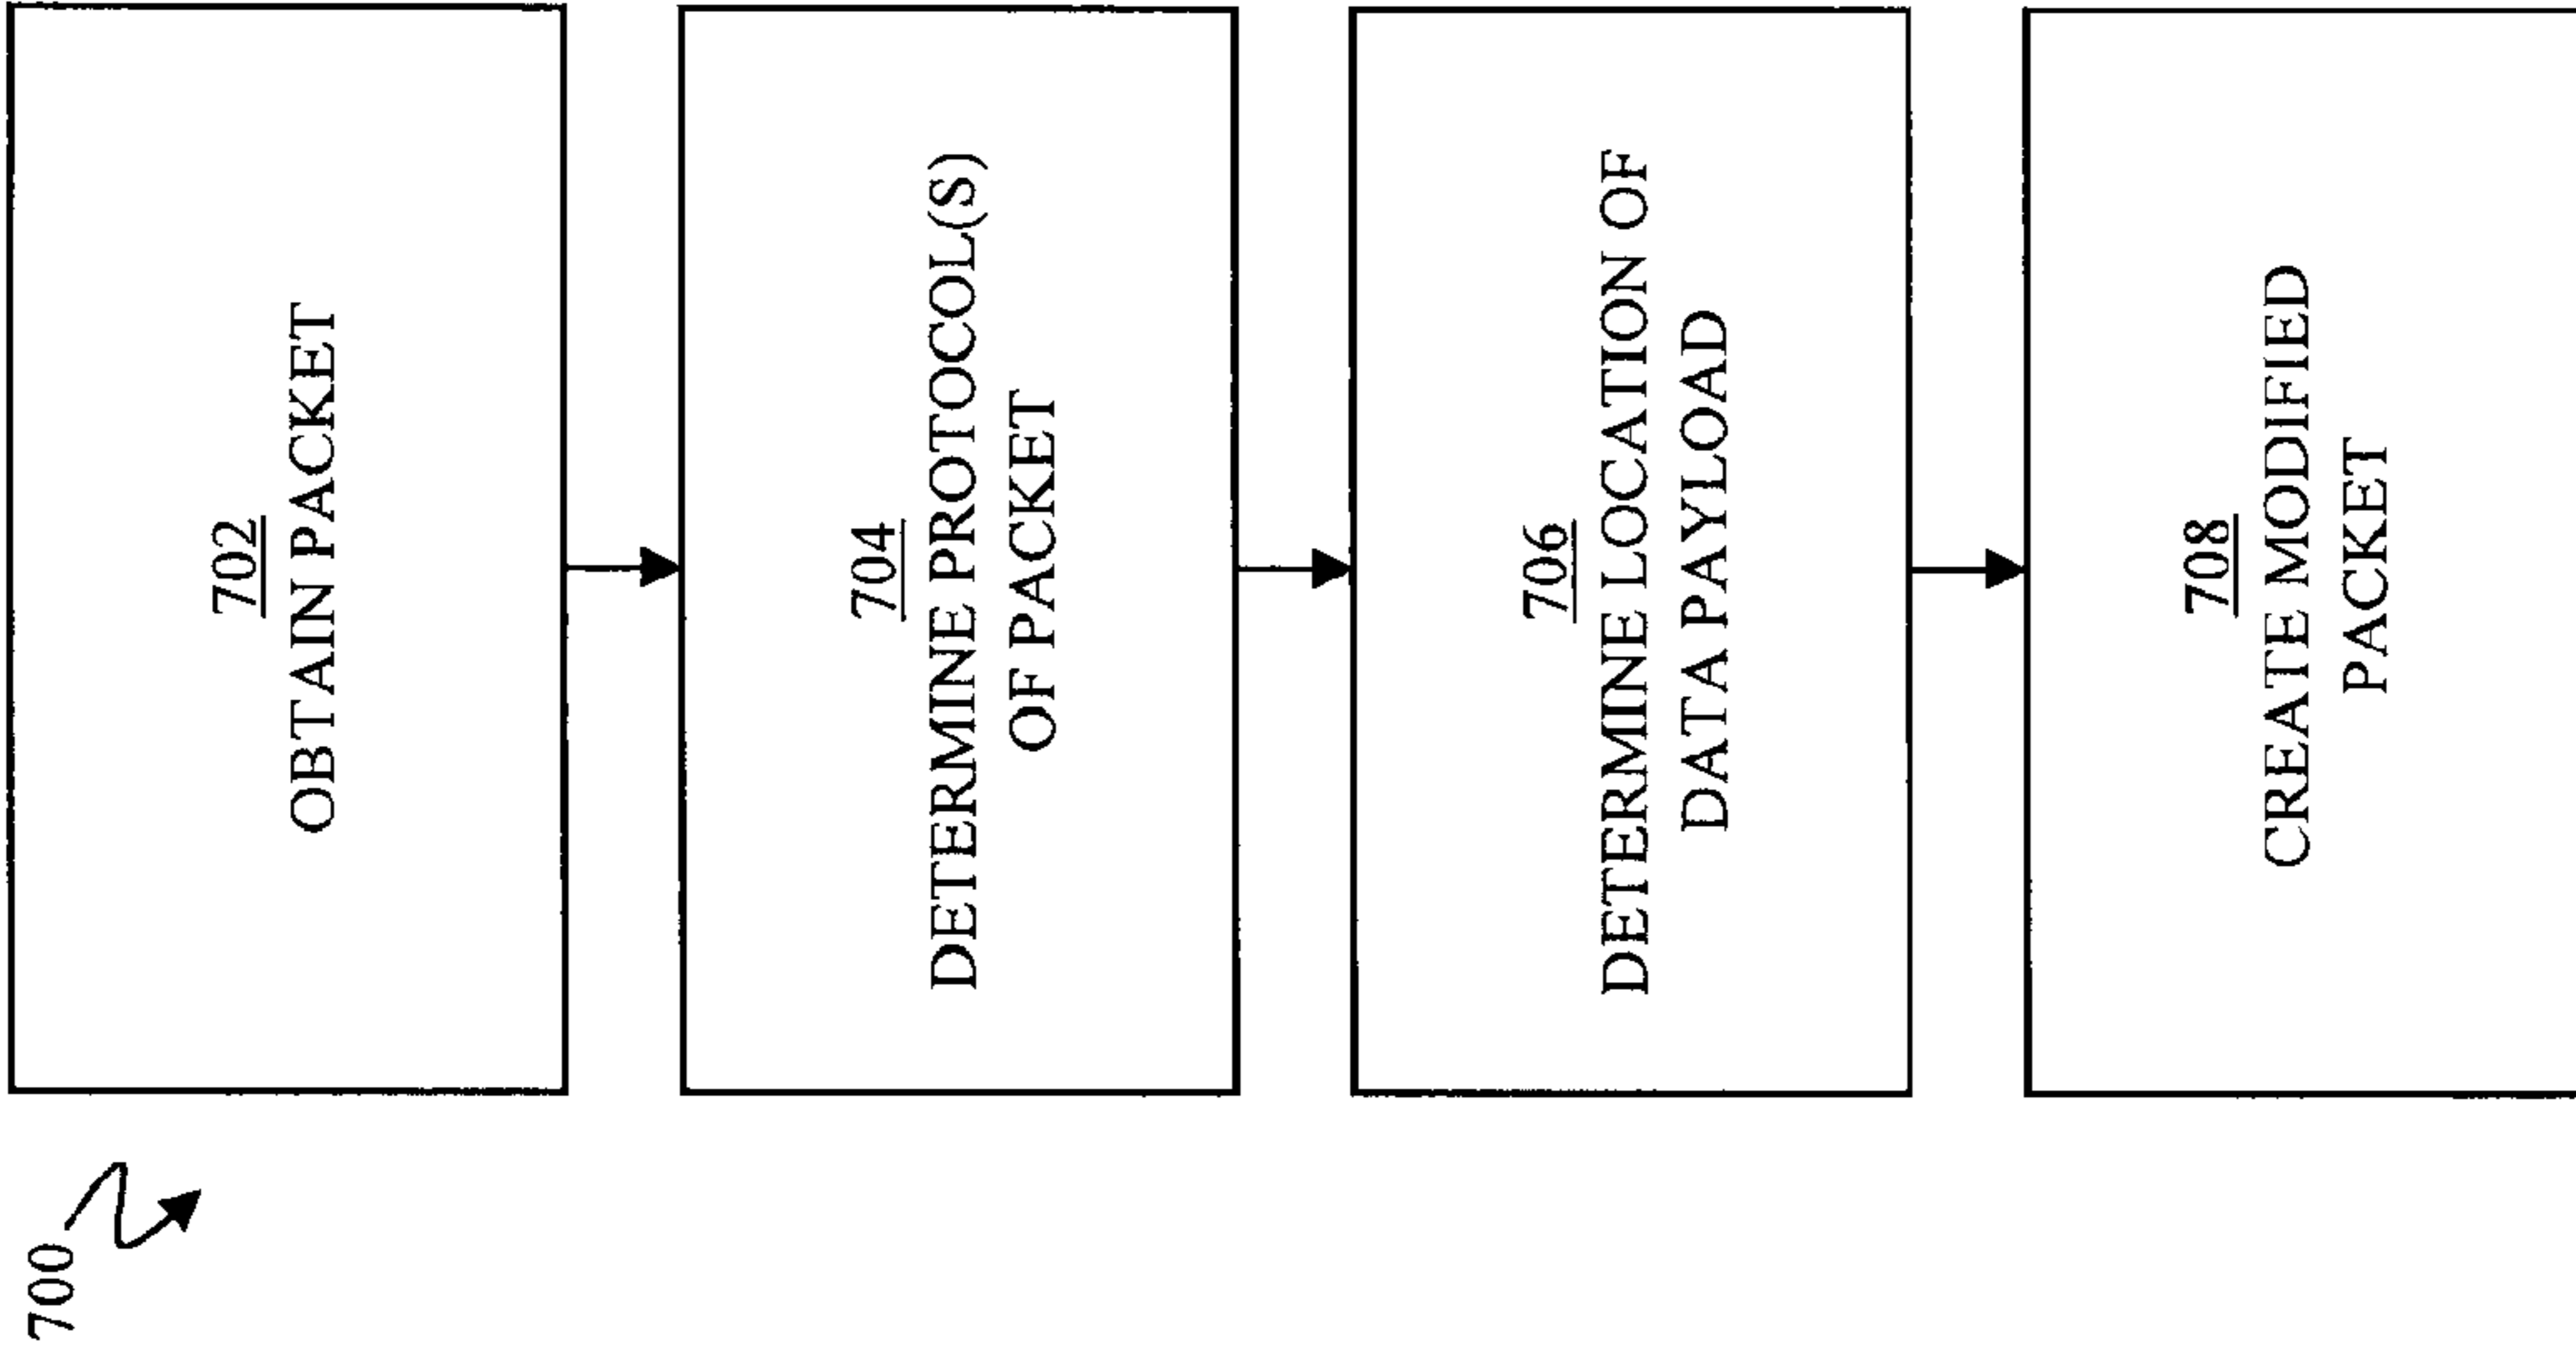 700
702
OBTAIN PACKET
704
DETERMINE PROTOCOL(S)
OF PACKET
706
DETERMINE LOCATION OF
DATA PAYLOAD
708
CREATE MODIFIED
PACKET